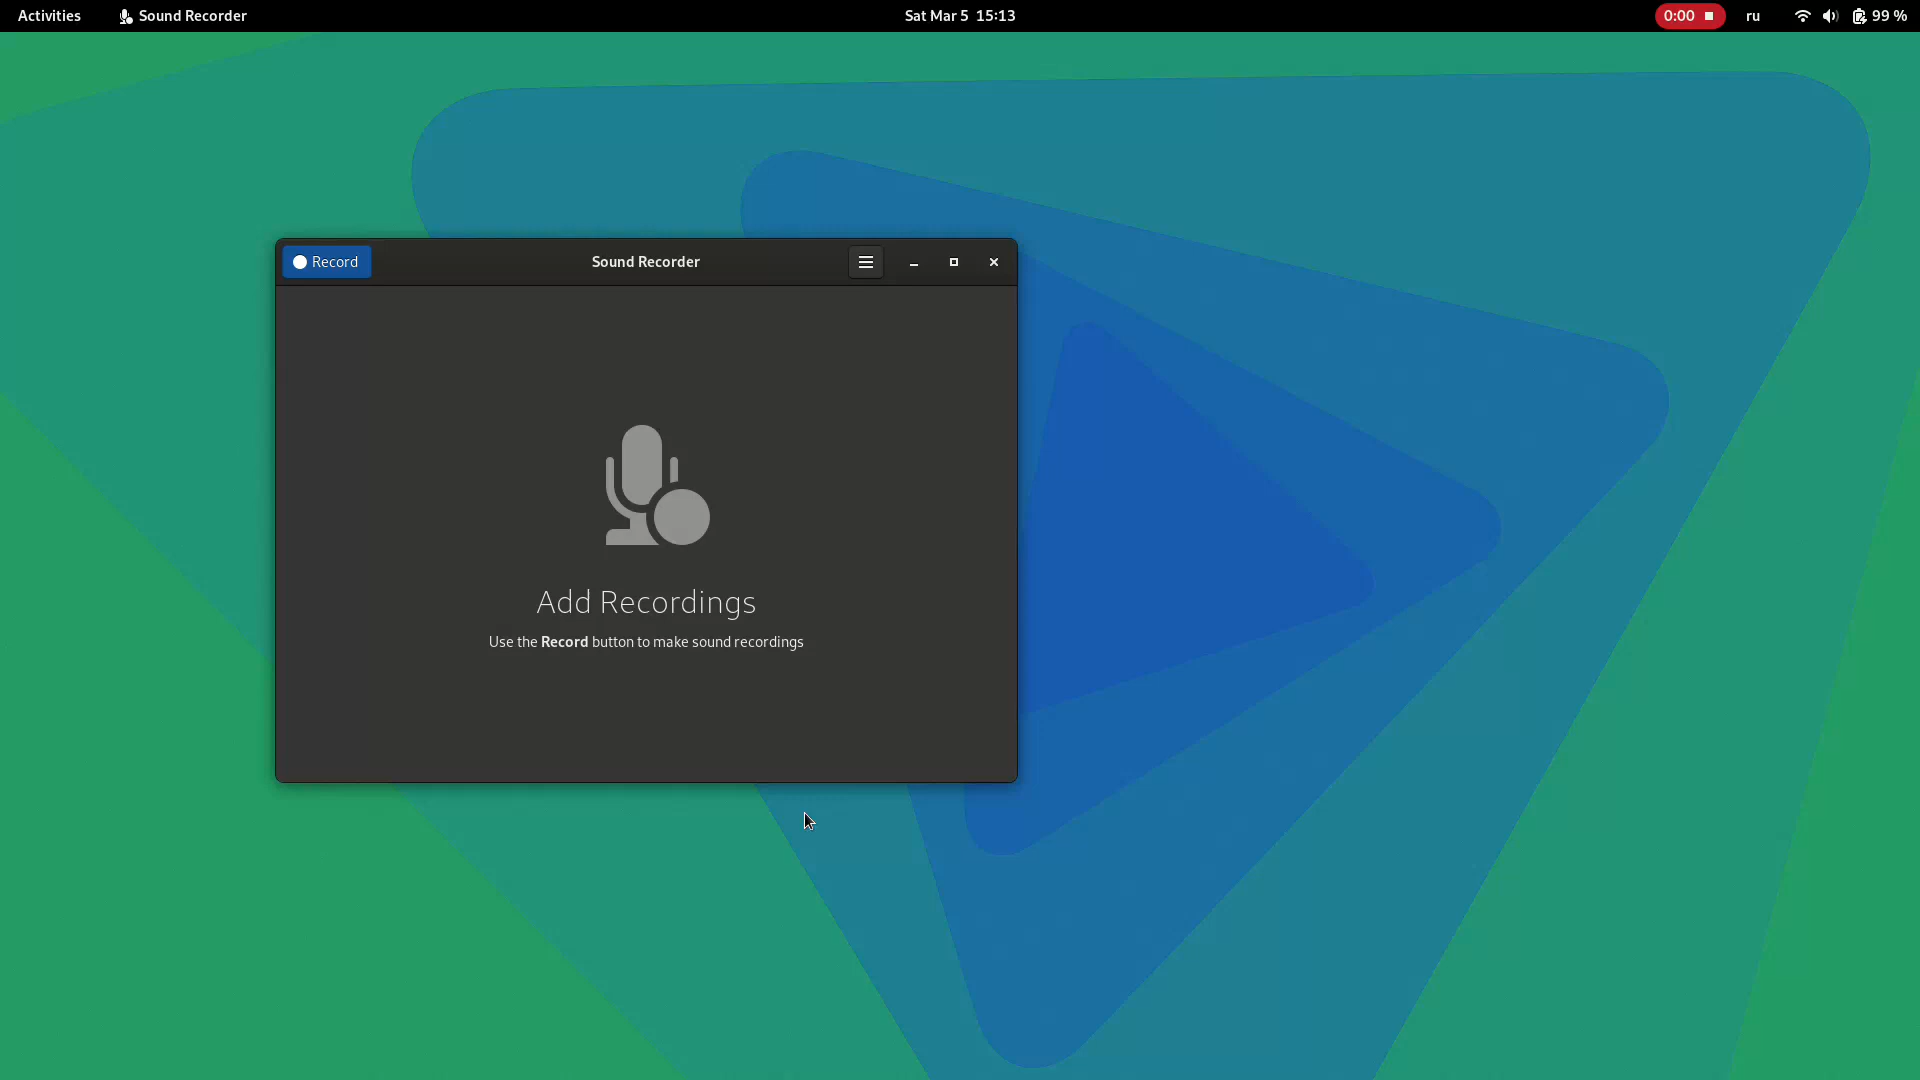 Activities
Sound Recorder
Sat Mar 5 15:13
0:00
ru
99 %
Record
Sound Recorder
Add Recordings
Use the Record button to make sound recordings